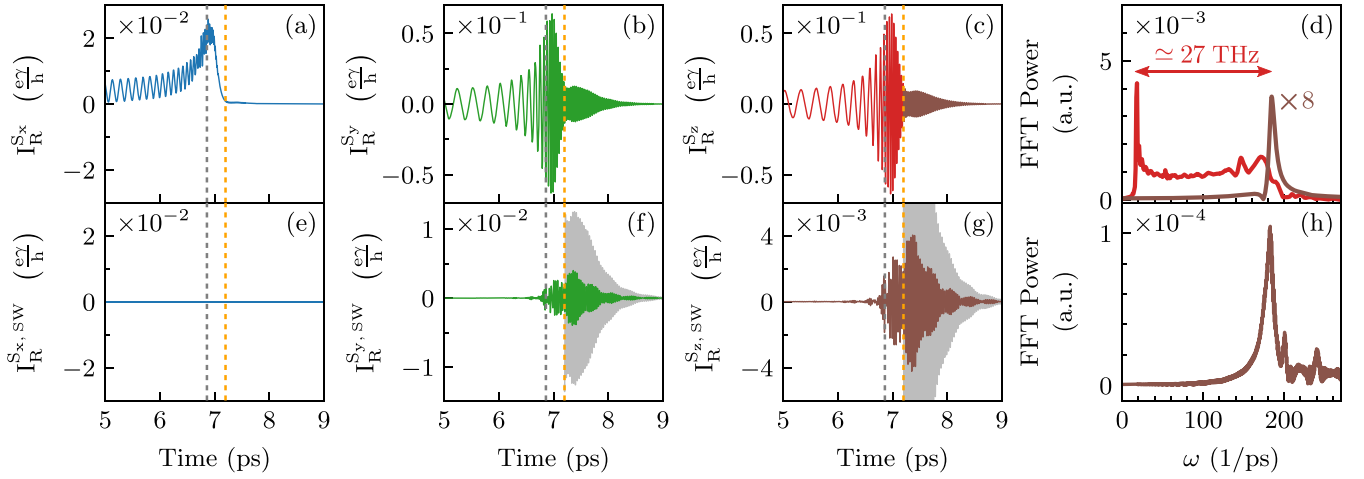 ×10⁻² (a)
2
0
−2
I_R^{S_x} (eγ/h)
×10⁻¹ (b)
0.5
0.0
−0.5
I_R^{S_y} (eγ/h)
×10⁻¹ (c)
0.5
0.0
−0.5
I_R^{S_z} (eγ/h)
×10⁻³ (d)
≃ 27 THz
× 8
5
0
FFT Power
(a.u.)
×10⁻² (e)
2
0
−2
I_R^{S_x, SW} (eγ/h)
5 6 7 8 9
Time (ps)
×10⁻² (f)
1
0
−1
I_R^{S_y, SW} (eγ/h)
5 6 7 8 9
Time (ps)
×10⁻³ (g)
4
0
−4
I_R^{S_z, SW} (eγ/h)
5 6 7 8 9
Time (ps)
×10⁻⁴ (h)
1
0
FFT Power
(a.u.)
0 100 200
ω (1/ps)